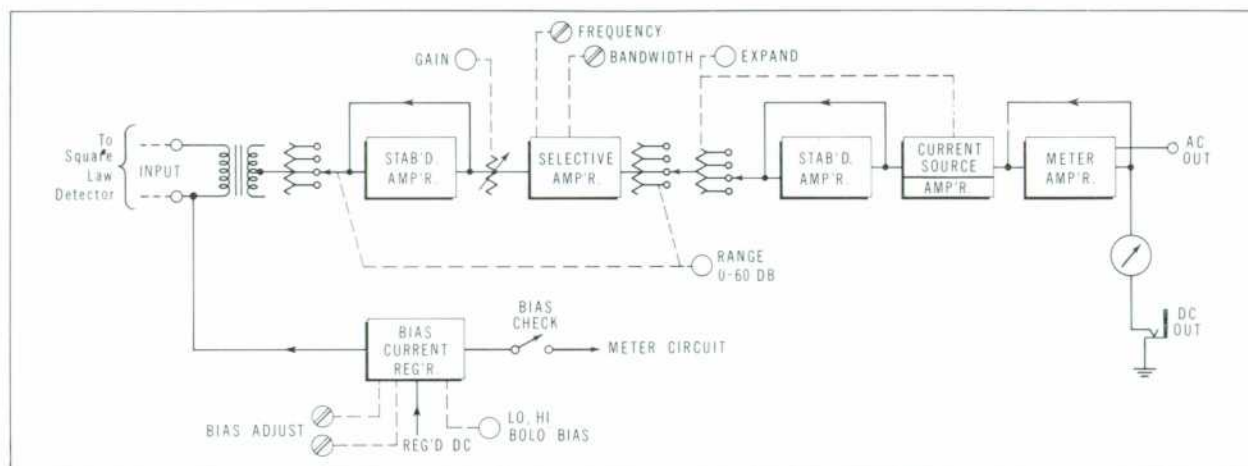 FREQUENCY
GAIN
BANDWIDTH
EXPAND
To
Square
Law
Detector
INPUT
STAB'D.
AMP'R.
SELECTIVE
AMP'R.
STAB'D.
AMP'R.
CURRENT
SOURCE
AMP'R.
METER
AMP'R.
AC
OUT
RANGE
0-60 DB
BIAS
CHECK
BIAS
CURRENT
REG'R.
METER CIRCUIT
DC
OUT
BIAS ADJUST
REG'D DC
LO, HI
BOLO BIAS